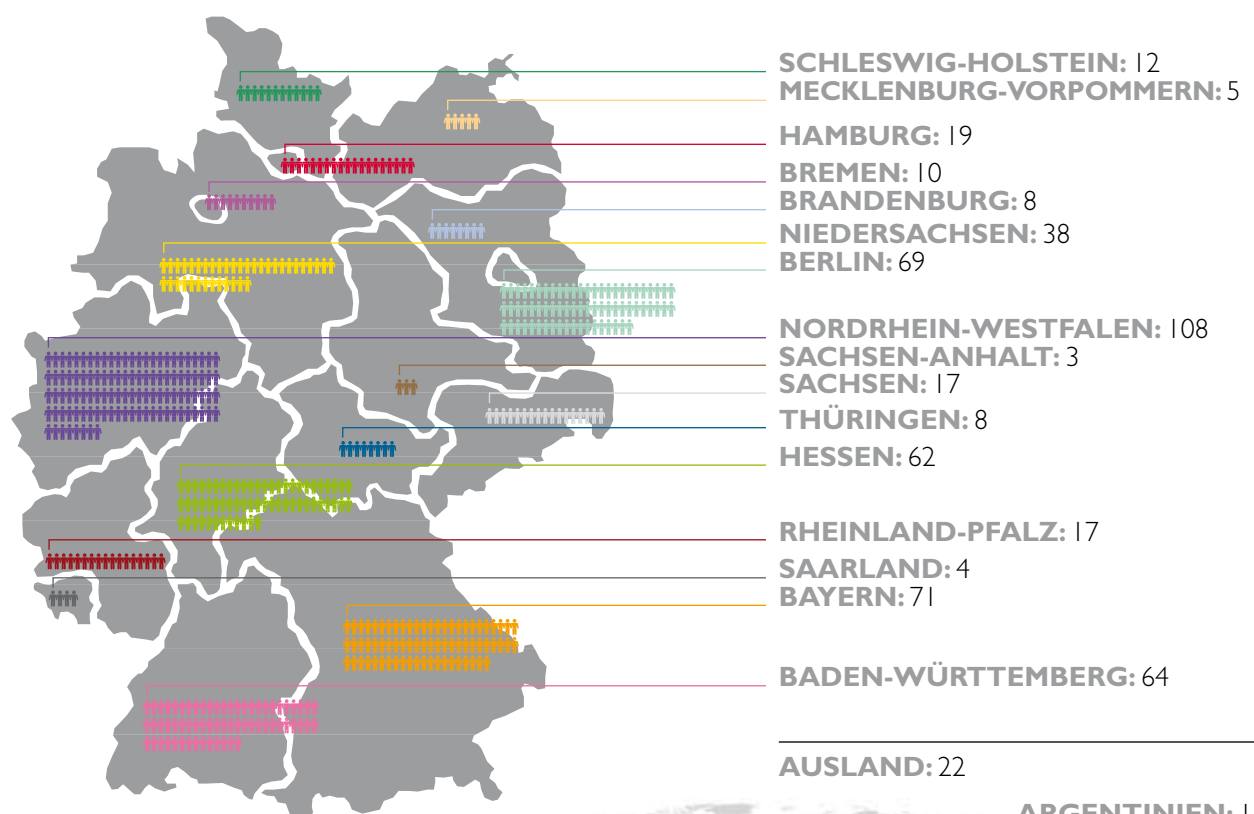 SCHLESWIG-HOLSTEIN: 12
MECKLENBURG-VORPOMMERN: 5
HAMBURG: 19
BREMEN: 10
BRANDENBURG: 8
NIEDERSACHSEN: 38
BERLIN: 69
NORDRHEIN-WESTFALEN: 108
SACHSEN-ANHALT: 3
SACHSEN: 17
THÜRINGEN: 8
HESSEN: 62
RHEINLAND-PFALZ: 17
SAARLAND: 4
BAYERN: 71
BADEN-WÜRTTEMBERG: 64
AUSLAND: 22
ARGENTINIEN: 1